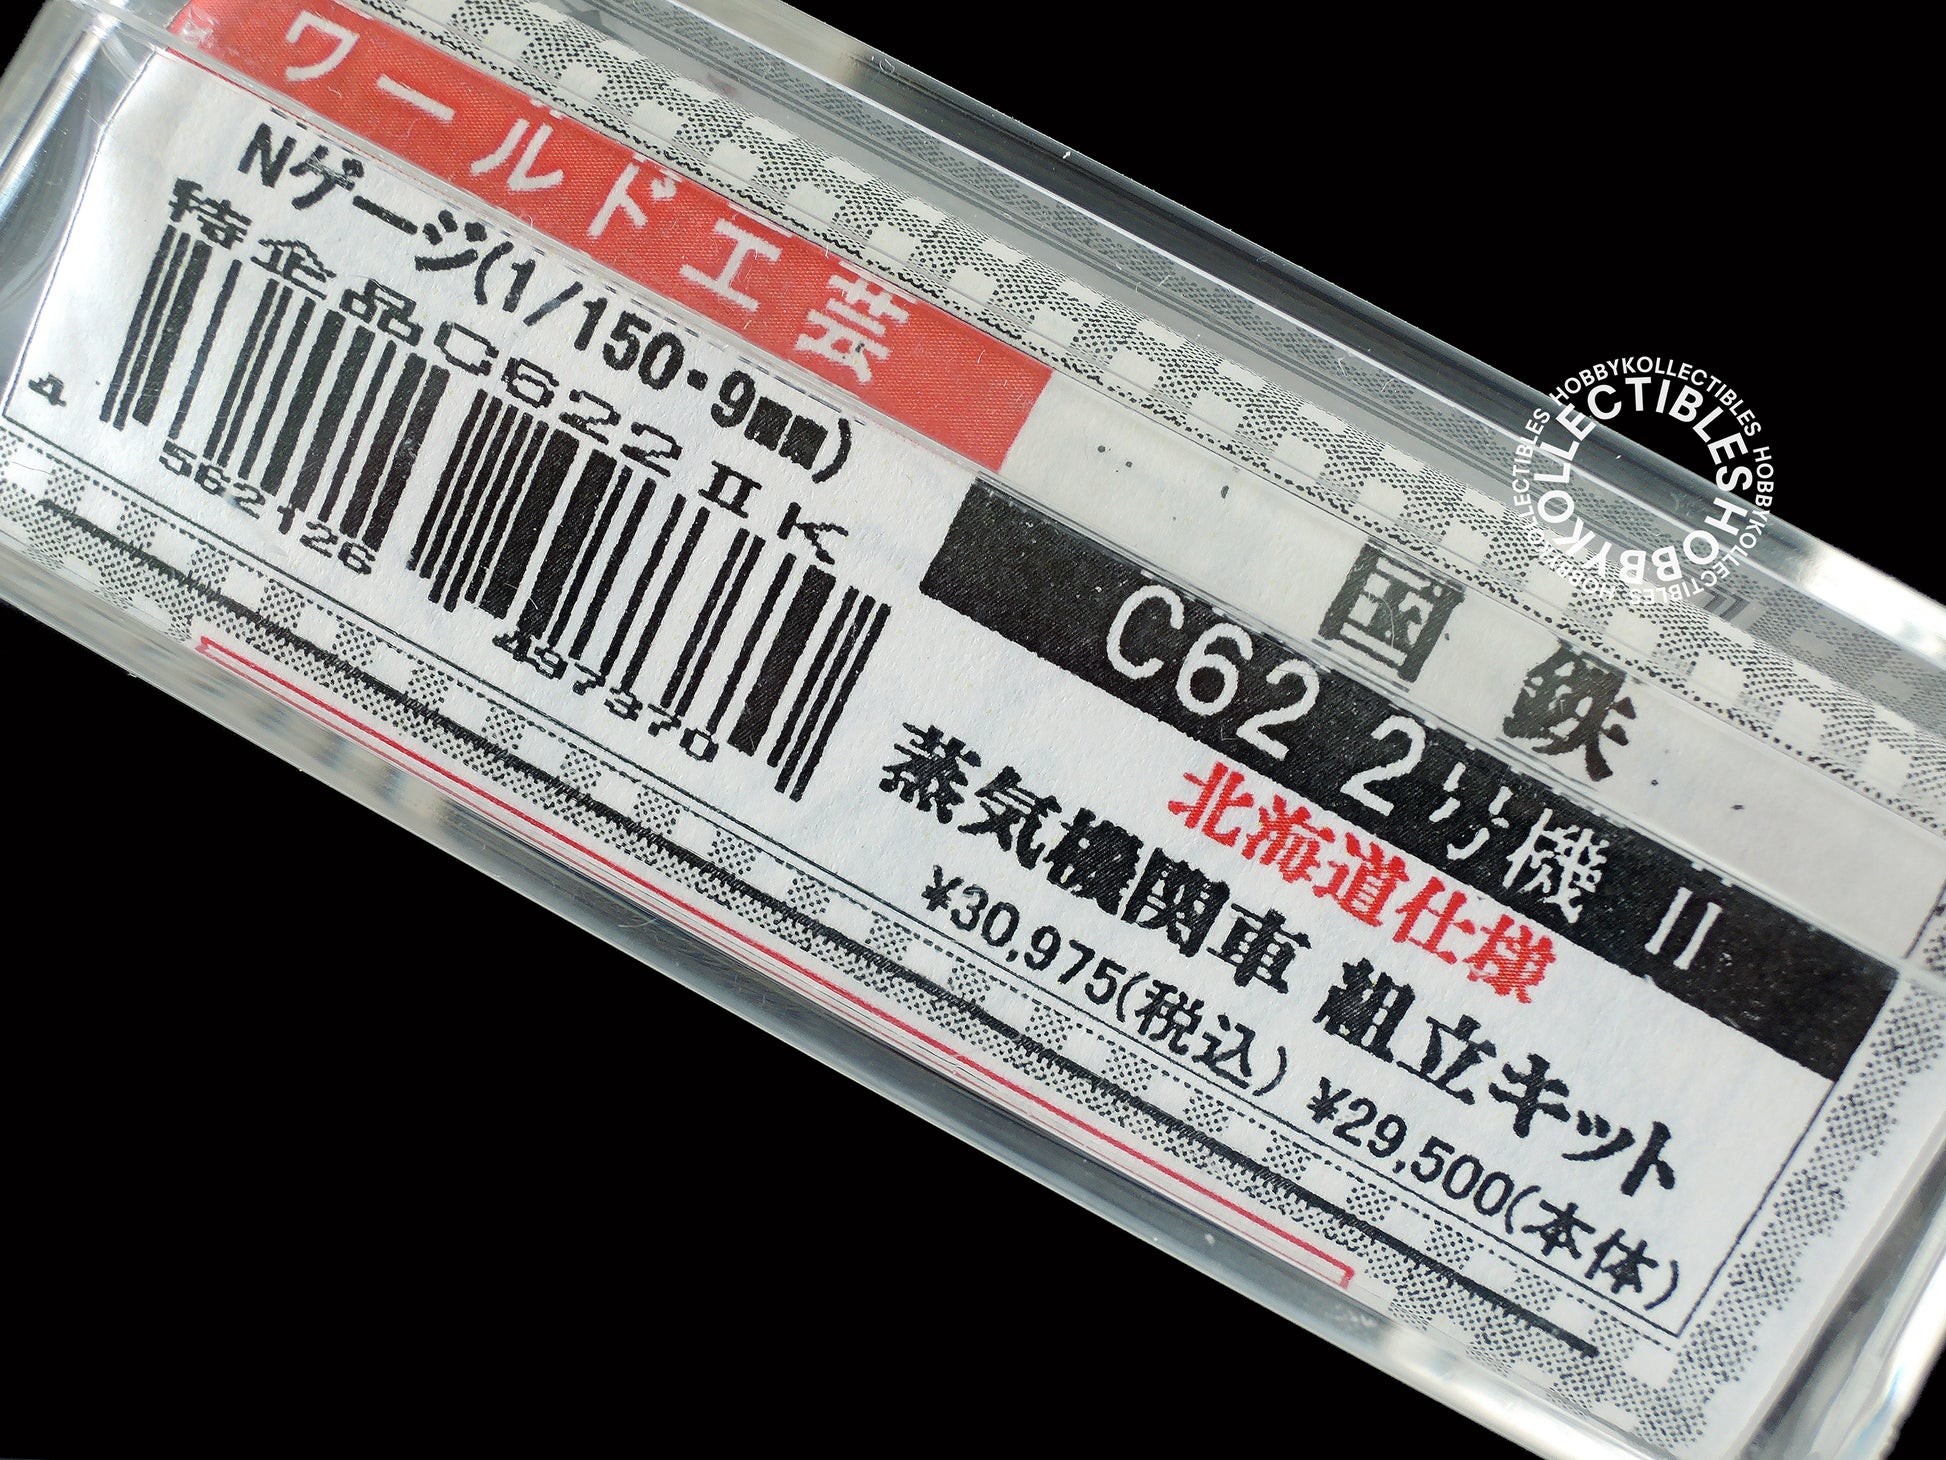 ワールド工芸
Nゲージ(1/150・9mm)
特企品C622ⅡK
4
562126
497370
国鉄
C62 2号機 II
北海道仕様
蒸気機関車 組立キット
¥30,975(税込) ¥29,500(本体)
KOLLECTIBLESHOBBY
HOBBYKOLLECTIBLES HOBBYKOLLECTIBLES HOBBYKOLLECTIBLES